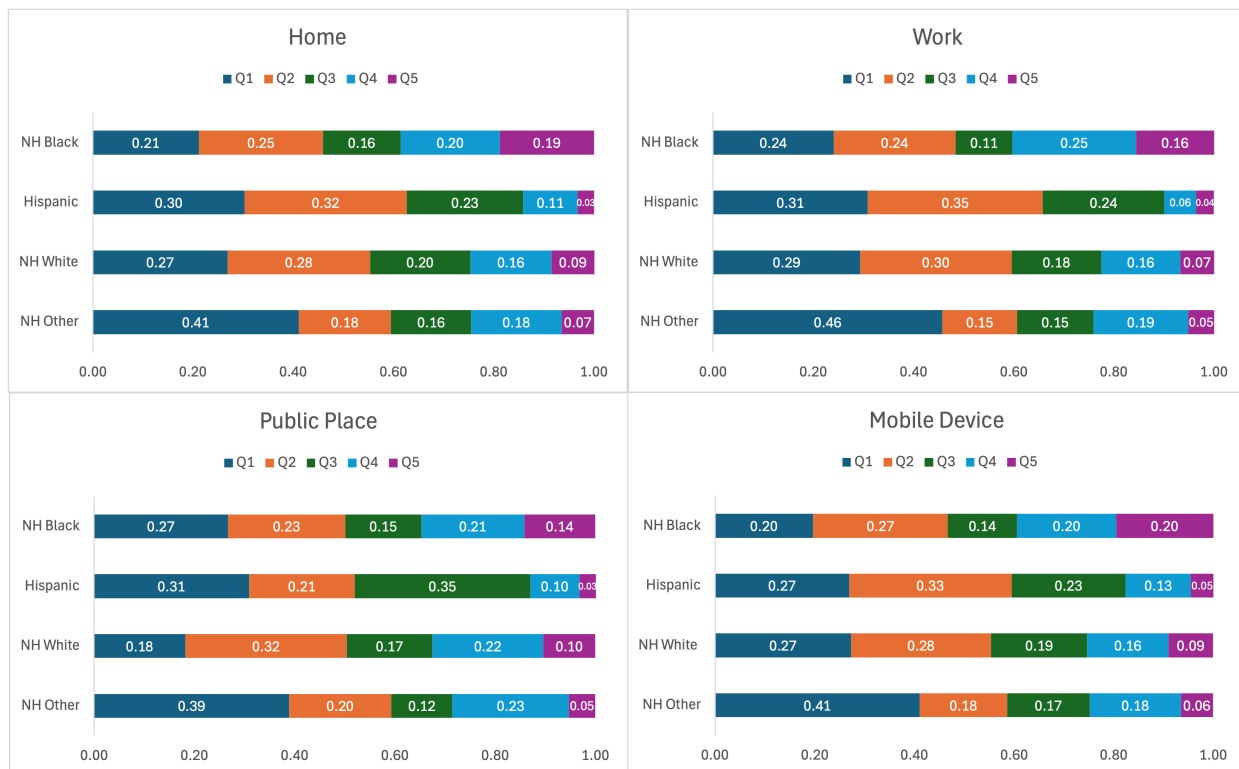 Home
Q1 Q2 Q3 Q4 Q5
NH Black 0.21 0.25 0.16 0.20 0.19
Hispanic 0.30 0.32 0.23 0.11 0.03
NH White 0.27 0.28 0.20 0.16 0.09
NH Other 0.41 0.18 0.16 0.18 0.07
0.00 0.20 0.40 0.60 0.80 1.00
Work
Q1 Q2 Q3 Q4 Q5
NH Black 0.24 0.24 0.11 0.25 0.16
Hispanic 0.31 0.35 0.24 0.06 0.04
NH White 0.29 0.30 0.18 0.16 0.07
NH Other 0.46 0.15 0.15 0.19 0.05
0.00 0.20 0.40 0.60 0.80 1.00
Public Place
Q1 Q2 Q3 Q4 Q5
NH Black 0.27 0.23 0.15 0.21 0.14
Hispanic 0.31 0.21 0.35 0.10 0.03
NH White 0.18 0.32 0.17 0.22 0.10
NH Other 0.39 0.20 0.12 0.23 0.05
0.00 0.20 0.40 0.60 0.80 1.00
Mobile Device
Q1 Q2 Q3 Q4 Q5
NH Black 0.20 0.27 0.14 0.20 0.20
Hispanic 0.27 0.33 0.23 0.13 0.05
NH White 0.27 0.28 0.19 0.16 0.09
NH Other 0.41 0.18 0.17 0.18 0.06
0.00 0.20 0.40 0.60 0.80 1.00